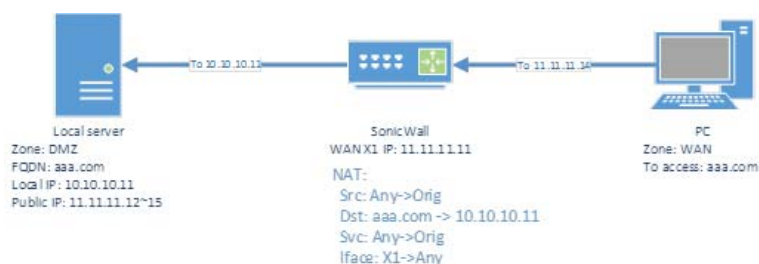 To 10.10.10.11
To 11.11.11.14
Local server
Zone: DMZ
FQDN: aaa.com
Local IP: 10.10.10.11
Public IP: 11.11.11.12~15
SonicWall
WAN X1 IP: 11.11.11.11
NAT:
Src: Any->Orig
Dst: aaa.com -> 10.10.10.11
Svc: Any->Orig
Iface: X1->Any
PC
Zone: WAN
To access: aaa.com